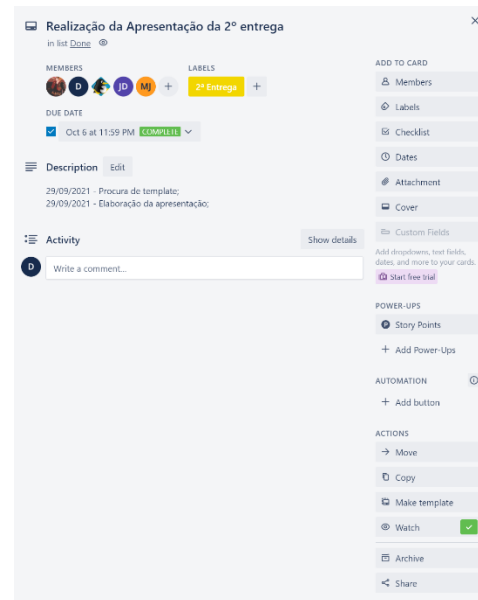 Realização da Apresentação da 2º entrega
in list Done
MEMBERS
LABELS
D
JD
MJ
2ª Entrega
DUE DATE
Oct 6 at 11:59 PM COMPLETE
Description Edit
29/09/2021 - Procura de template;
29/09/2021 - Elaboração da apresentação;
Activity
Show details
D
Write a comment...
ADD TO CARD
Members
Labels
Checklist
Dates
Attachment
Cover
Custom Fields
Add dropdowns, text fields,
dates, and more to your cards.
Start free trial
POWER-UPS
Story Points
+ Add Power-Ups
AUTOMATION
+ Add button
ACTIONS
Move
Copy
Make template
Watch
Archive
Share